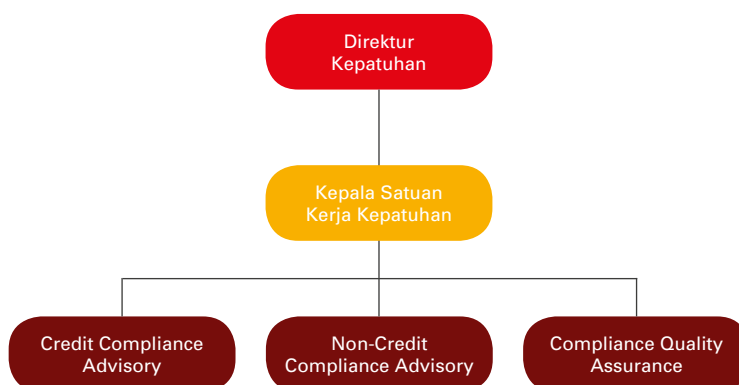 Direktur
Kepatuhan
Kepala Satuan
Kerja Kepatuhan
Credit Compliance
Advisory
Non-Credit
Compliance Advisory
Compliance Quality
Assurance